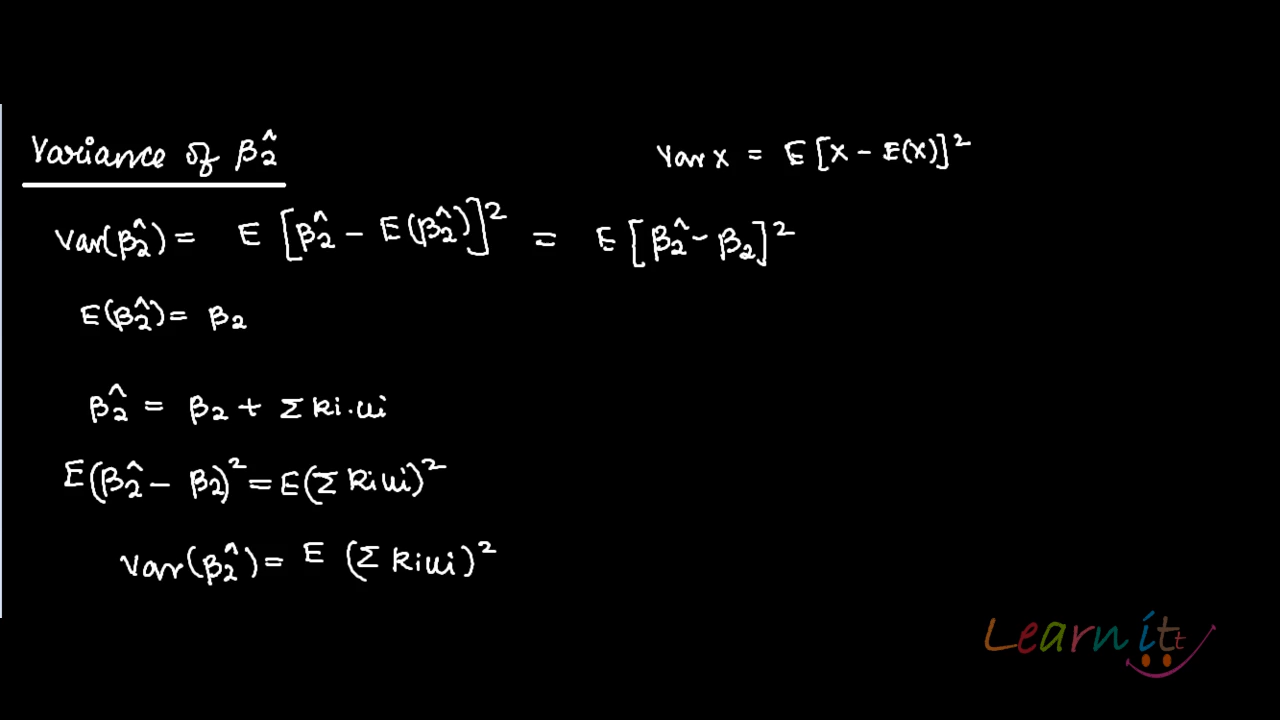 Variance of β̂₂
Var X = E[X − E(X)]²
Var(β̂₂) = E[β̂₂ − E(β̂₂)]² = E[β̂₂ − β₂]²
E(β̂₂) = β₂
β̂₂ = β₂ + Σ ki·ui
E(β̂₂ − β₂)² = E(Σ kiui)²
Var(β̂₂) = E (Σ kiui)²
Learnitt